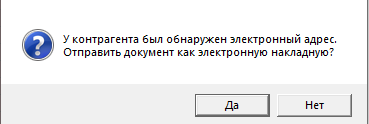 У контрагента был обнаружен электронный адрес.
Отправить документ как электронную накладную?
Да Нет